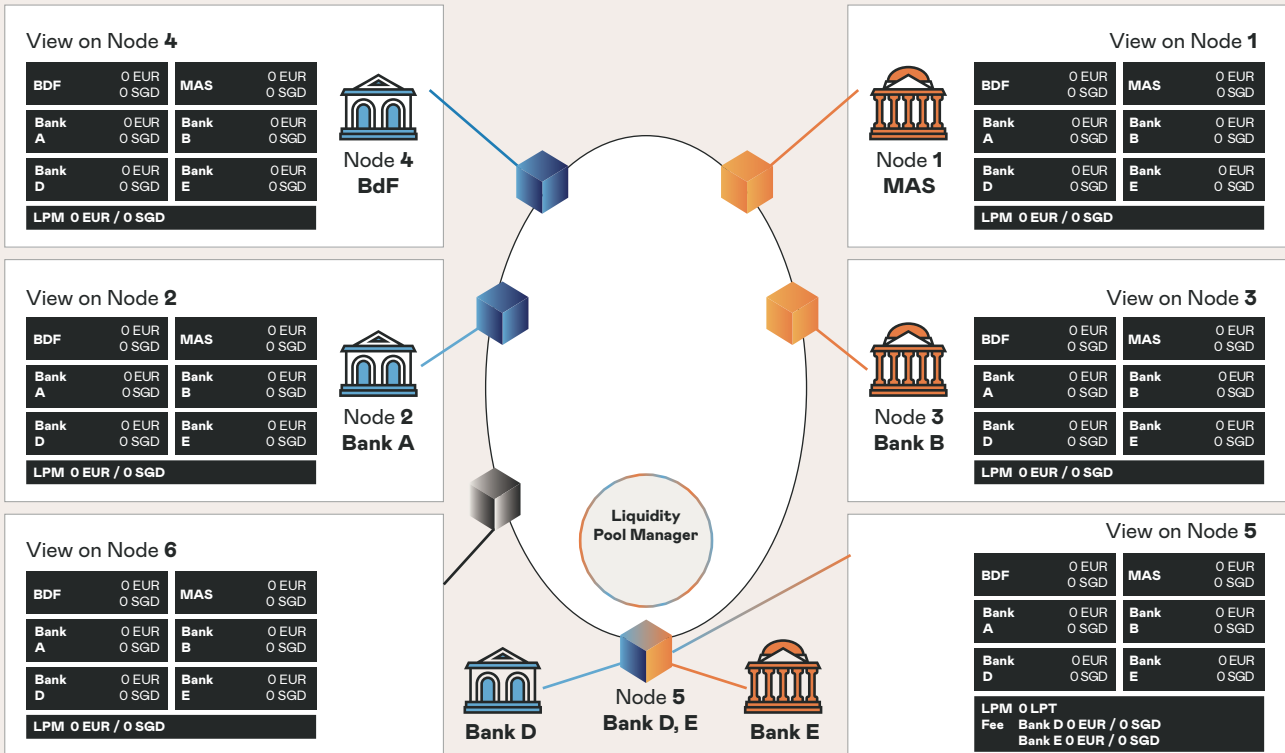 View on Node 4
BDF 0 EUR MAS 0 EUR
0 SGD 0 SGD
Bank 0 EUR Bank 0 EUR
A 0 SGD B 0 SGD
Bank 0 EUR Bank 0 EUR
D 0 SGD E 0 SGD
LPM 0 EUR / 0 SGD
Node 4
BdF
View on Node 1
BDF 0 EUR MAS 0 EUR
0 SGD 0 SGD
Bank 0 EUR Bank 0 EUR
A 0 SGD B 0 SGD
Bank 0 EUR Bank 0 EUR
D 0 SGD E 0 SGD
LPM 0 EUR / 0 SGD
Node 1
MAS
View on Node 2
BDF 0 EUR MAS 0 EUR
0 SGD 0 SGD
Bank 0 EUR Bank 0 EUR
A 0 SGD B 0 SGD
Bank 0 EUR Bank 0 EUR
D 0 SGD E 0 SGD
LPM 0 EUR / 0 SGD
Node 2
Bank A
View on Node 3
BDF 0 EUR MAS 0 EUR
0 SGD 0 SGD
Bank 0 EUR Bank 0 EUR
A 0 SGD B 0 SGD
Bank 0 EUR Bank 0 EUR
D 0 SGD E 0 SGD
LPM 0 EUR / 0 SGD
Node 3
Bank B
View on Node 6
BDF 0 EUR MAS 0 EUR
0 SGD 0 SGD
Bank 0 EUR Bank 0 EUR
A 0 SGD B 0 SGD
Bank 0 EUR Bank 0 EUR
D 0 SGD E 0 SGD
LPM 0 EUR / 0 SGD
Liquidity
Pool Manager
Bank D
Node 5
Bank D, E
Bank E
View on Node 5
BDF 0 EUR MAS 0 EUR
0 SGD 0 SGD
Bank 0 EUR Bank 0 EUR
A 0 SGD B 0 SGD
Bank 0 EUR Bank 0 EUR
D 0 SGD E 0 SGD
LPM 0 LPT
Fee Bank D 0 EUR / 0 SGD
Bank E 0 EUR / 0 SGD